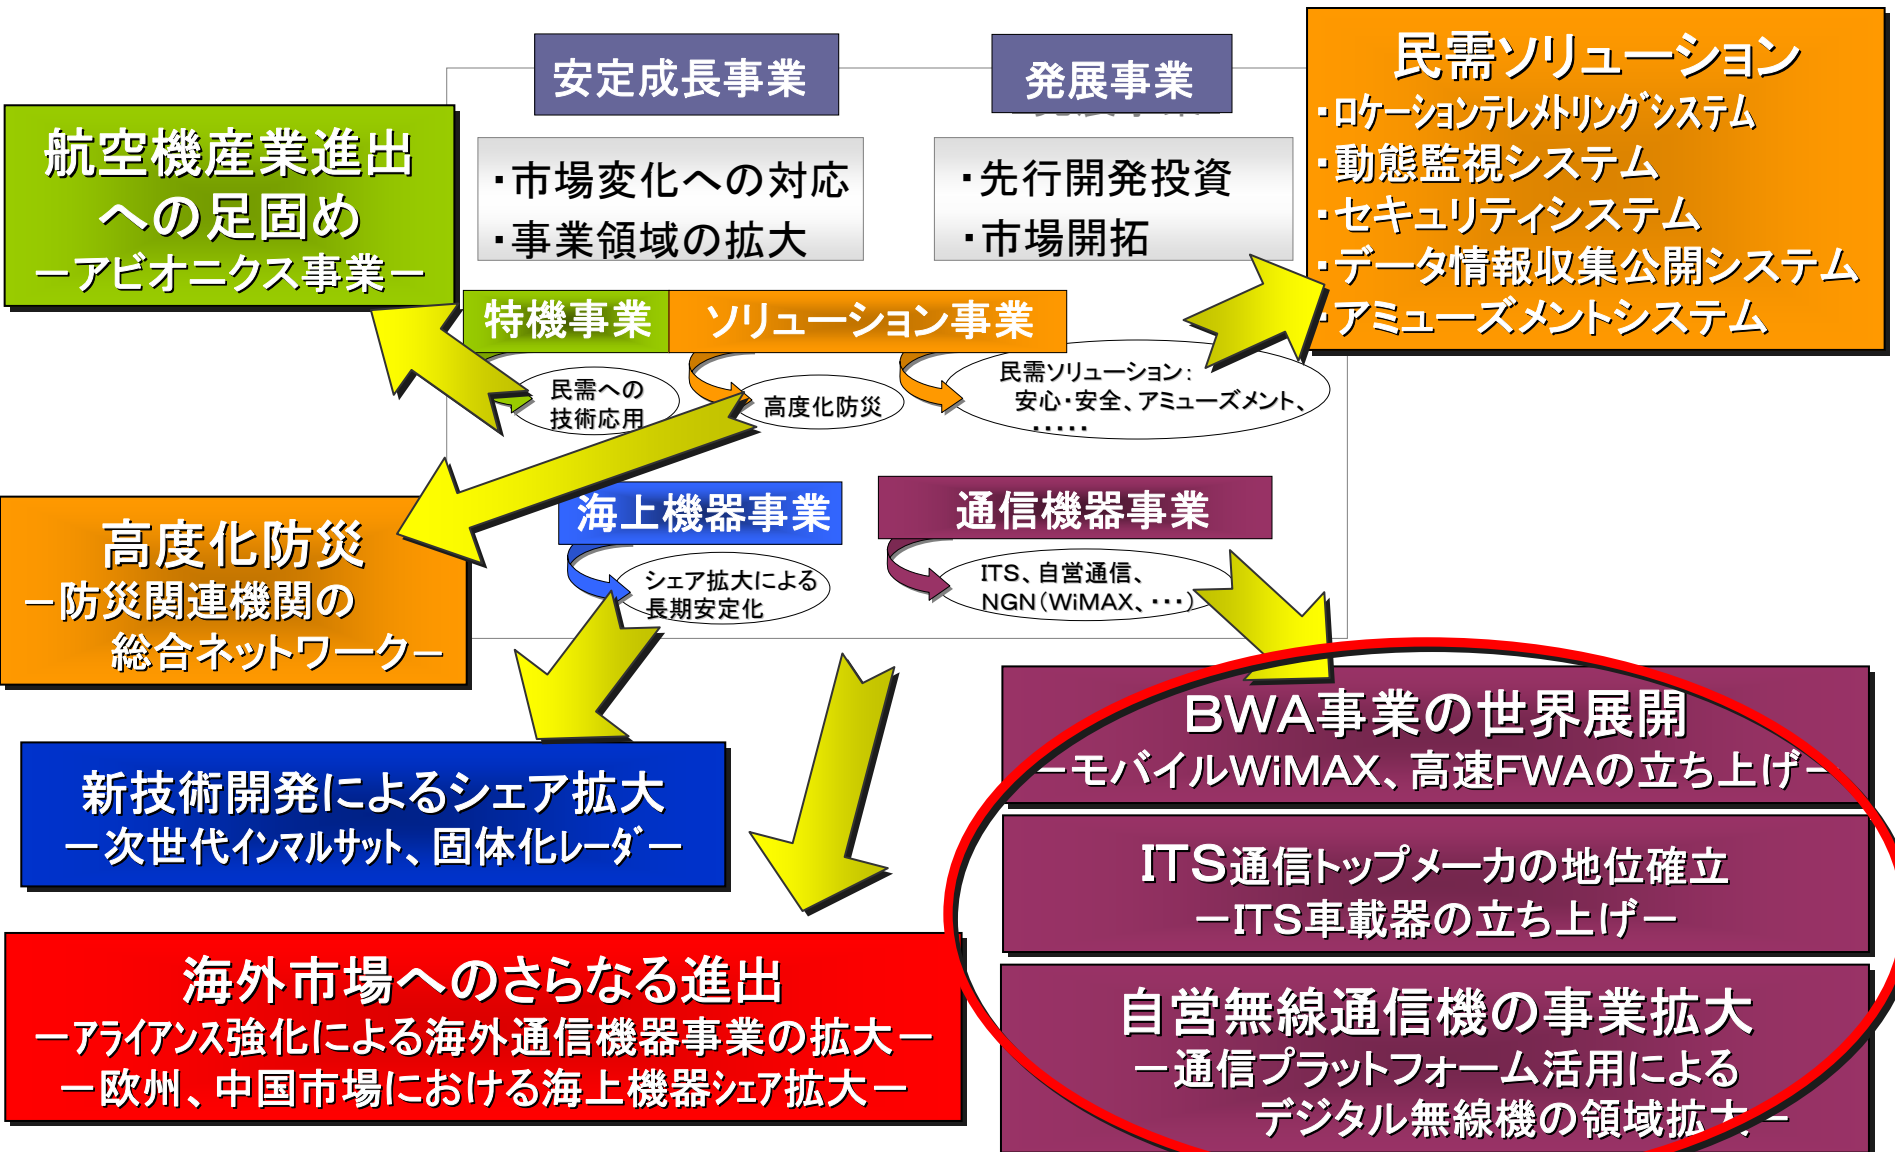 安定成長事業
・市場変化への対応
・事業領域の拡大
発展事業
・先行開発投資
・市場開拓
民需ソリューション
・ロケーションテレメトリングシステム
・動態監視システム
・セキュリティシステム
・データ情報収集公開システム
・アミューズメントシステム
航空機産業進出
への足固め
－アビオニクス事業－
特機事業
ソリューション事業
民需への
技術応用
高度化防災
民需ソリューション：
安心・安全、アミューズメント、
・・・・・
海上機器事業
通信機器事業
シェア拡大による
長期安定化
ITS、自営通信、
NGN（WiMAX、・・・）
高度化防災
－防災関連機関の
総合ネットワーク－
新技術開発によるシェア拡大
－次世代インマルサット、固体化レーダ－
海外市場へのさらなる進出
－アライアンス強化による海外通信機器事業の拡大－
－欧州、中国市場における海上機器シェア拡大－
BWA事業の世界展開
－モバイルWiMAX、高速FWAの立ち上げ－
ITS通信トップメーカの地位確立
－ITS車載器の立ち上げ－
自営無線通信機の事業拡大
－通信プラットフォーム活用による
デジタル無線機の領域拡大－